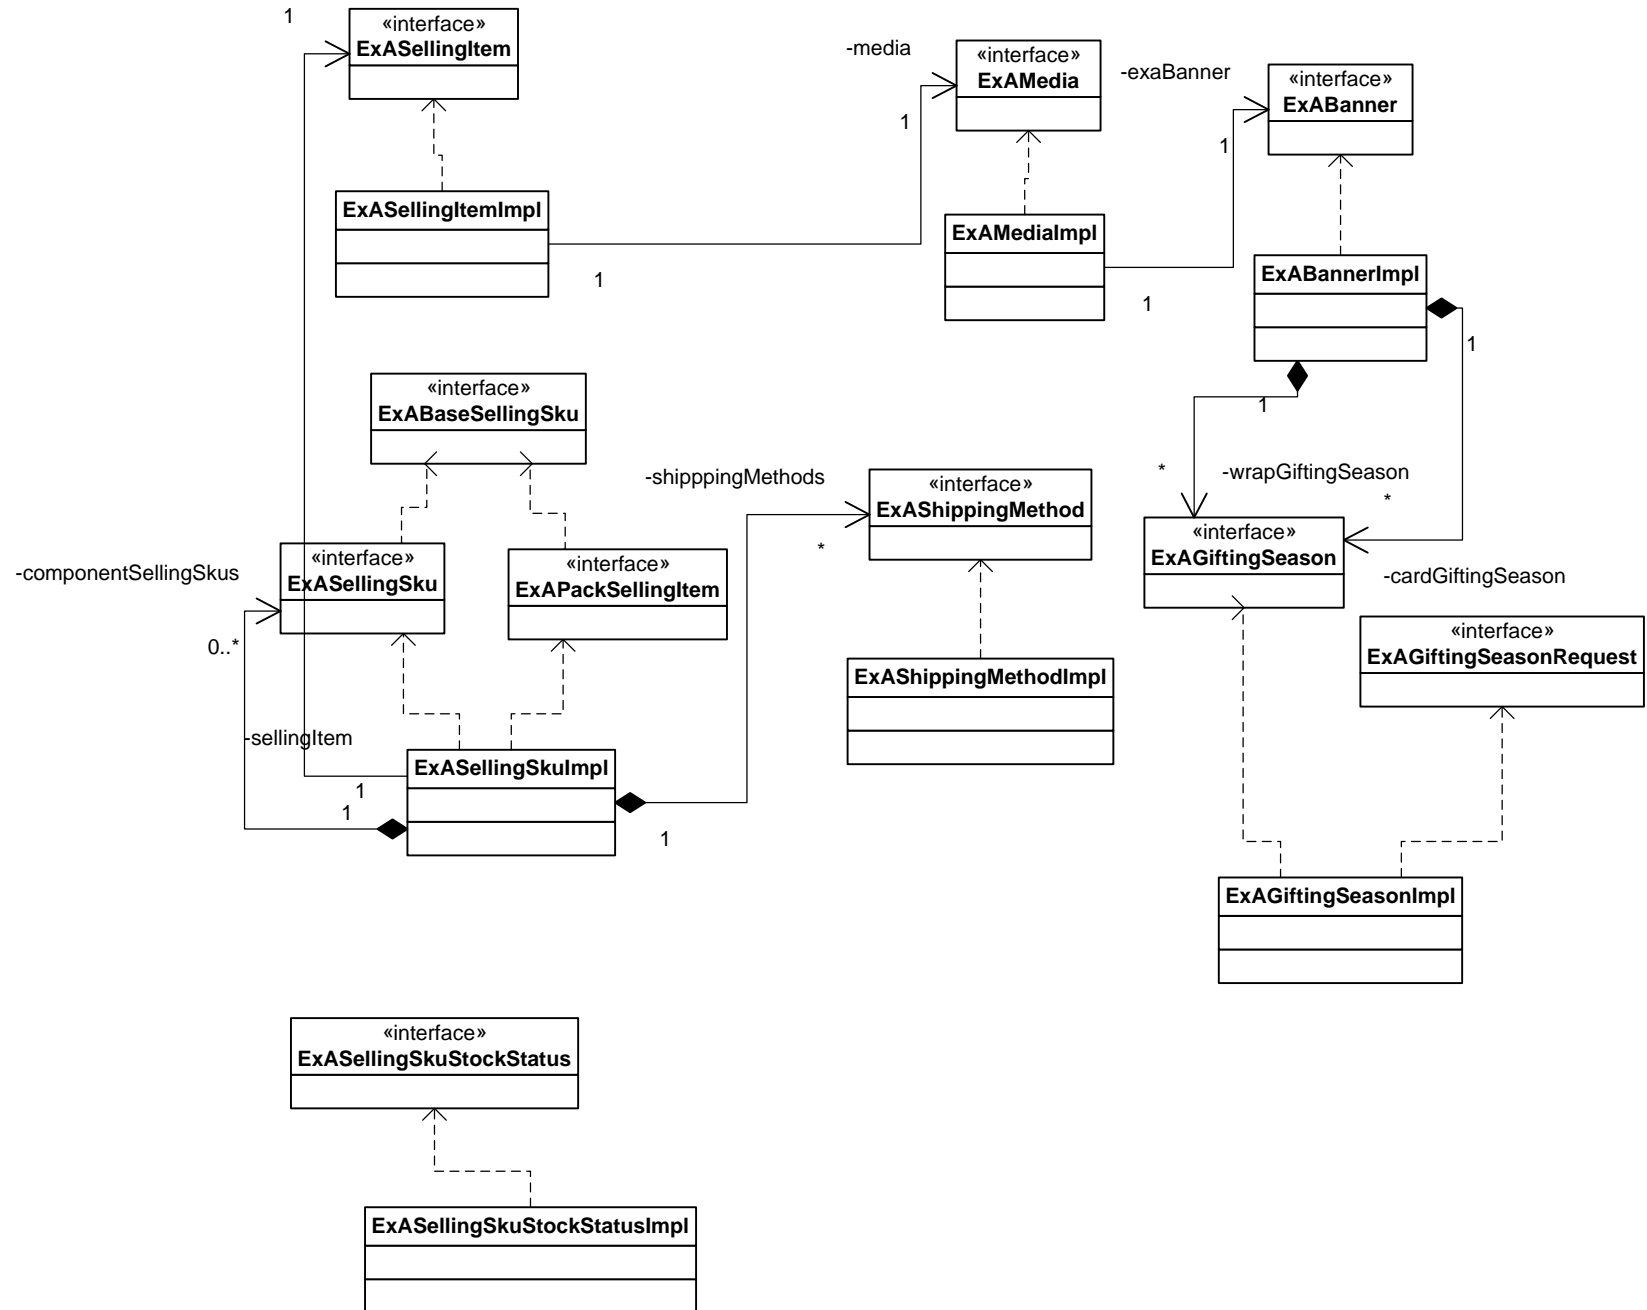 1
«interface»
ExASellingItem
-media
«interface»
ExAMedia
-exaBanner
«interface»
ExABanner
1
1
ExASellingItemImpl
ExAMediaImpl
ExABannerImpl
1
1
1
«interface»
ExABaseSellingSku
1
-shipppingMethods
*
-wrapGiftingSeason
*
«interface»
ExAShippingMethod
*
«interface»
ExAGiftingSeason
-componentSellingSkus
«interface»
ExASellingSku
«interface»
ExAPackSellingItem
-cardGiftingSeason
0..*
«interface»
ExAGiftingSeasonRequest
ExAShippingMethodImpl
-sellingItem
ExASellingSkuImpl
1
1
1
ExAGiftingSeasonImpl
«interface»
ExASellingSkuStockStatus
ExASellingSkuStockStatusImpl